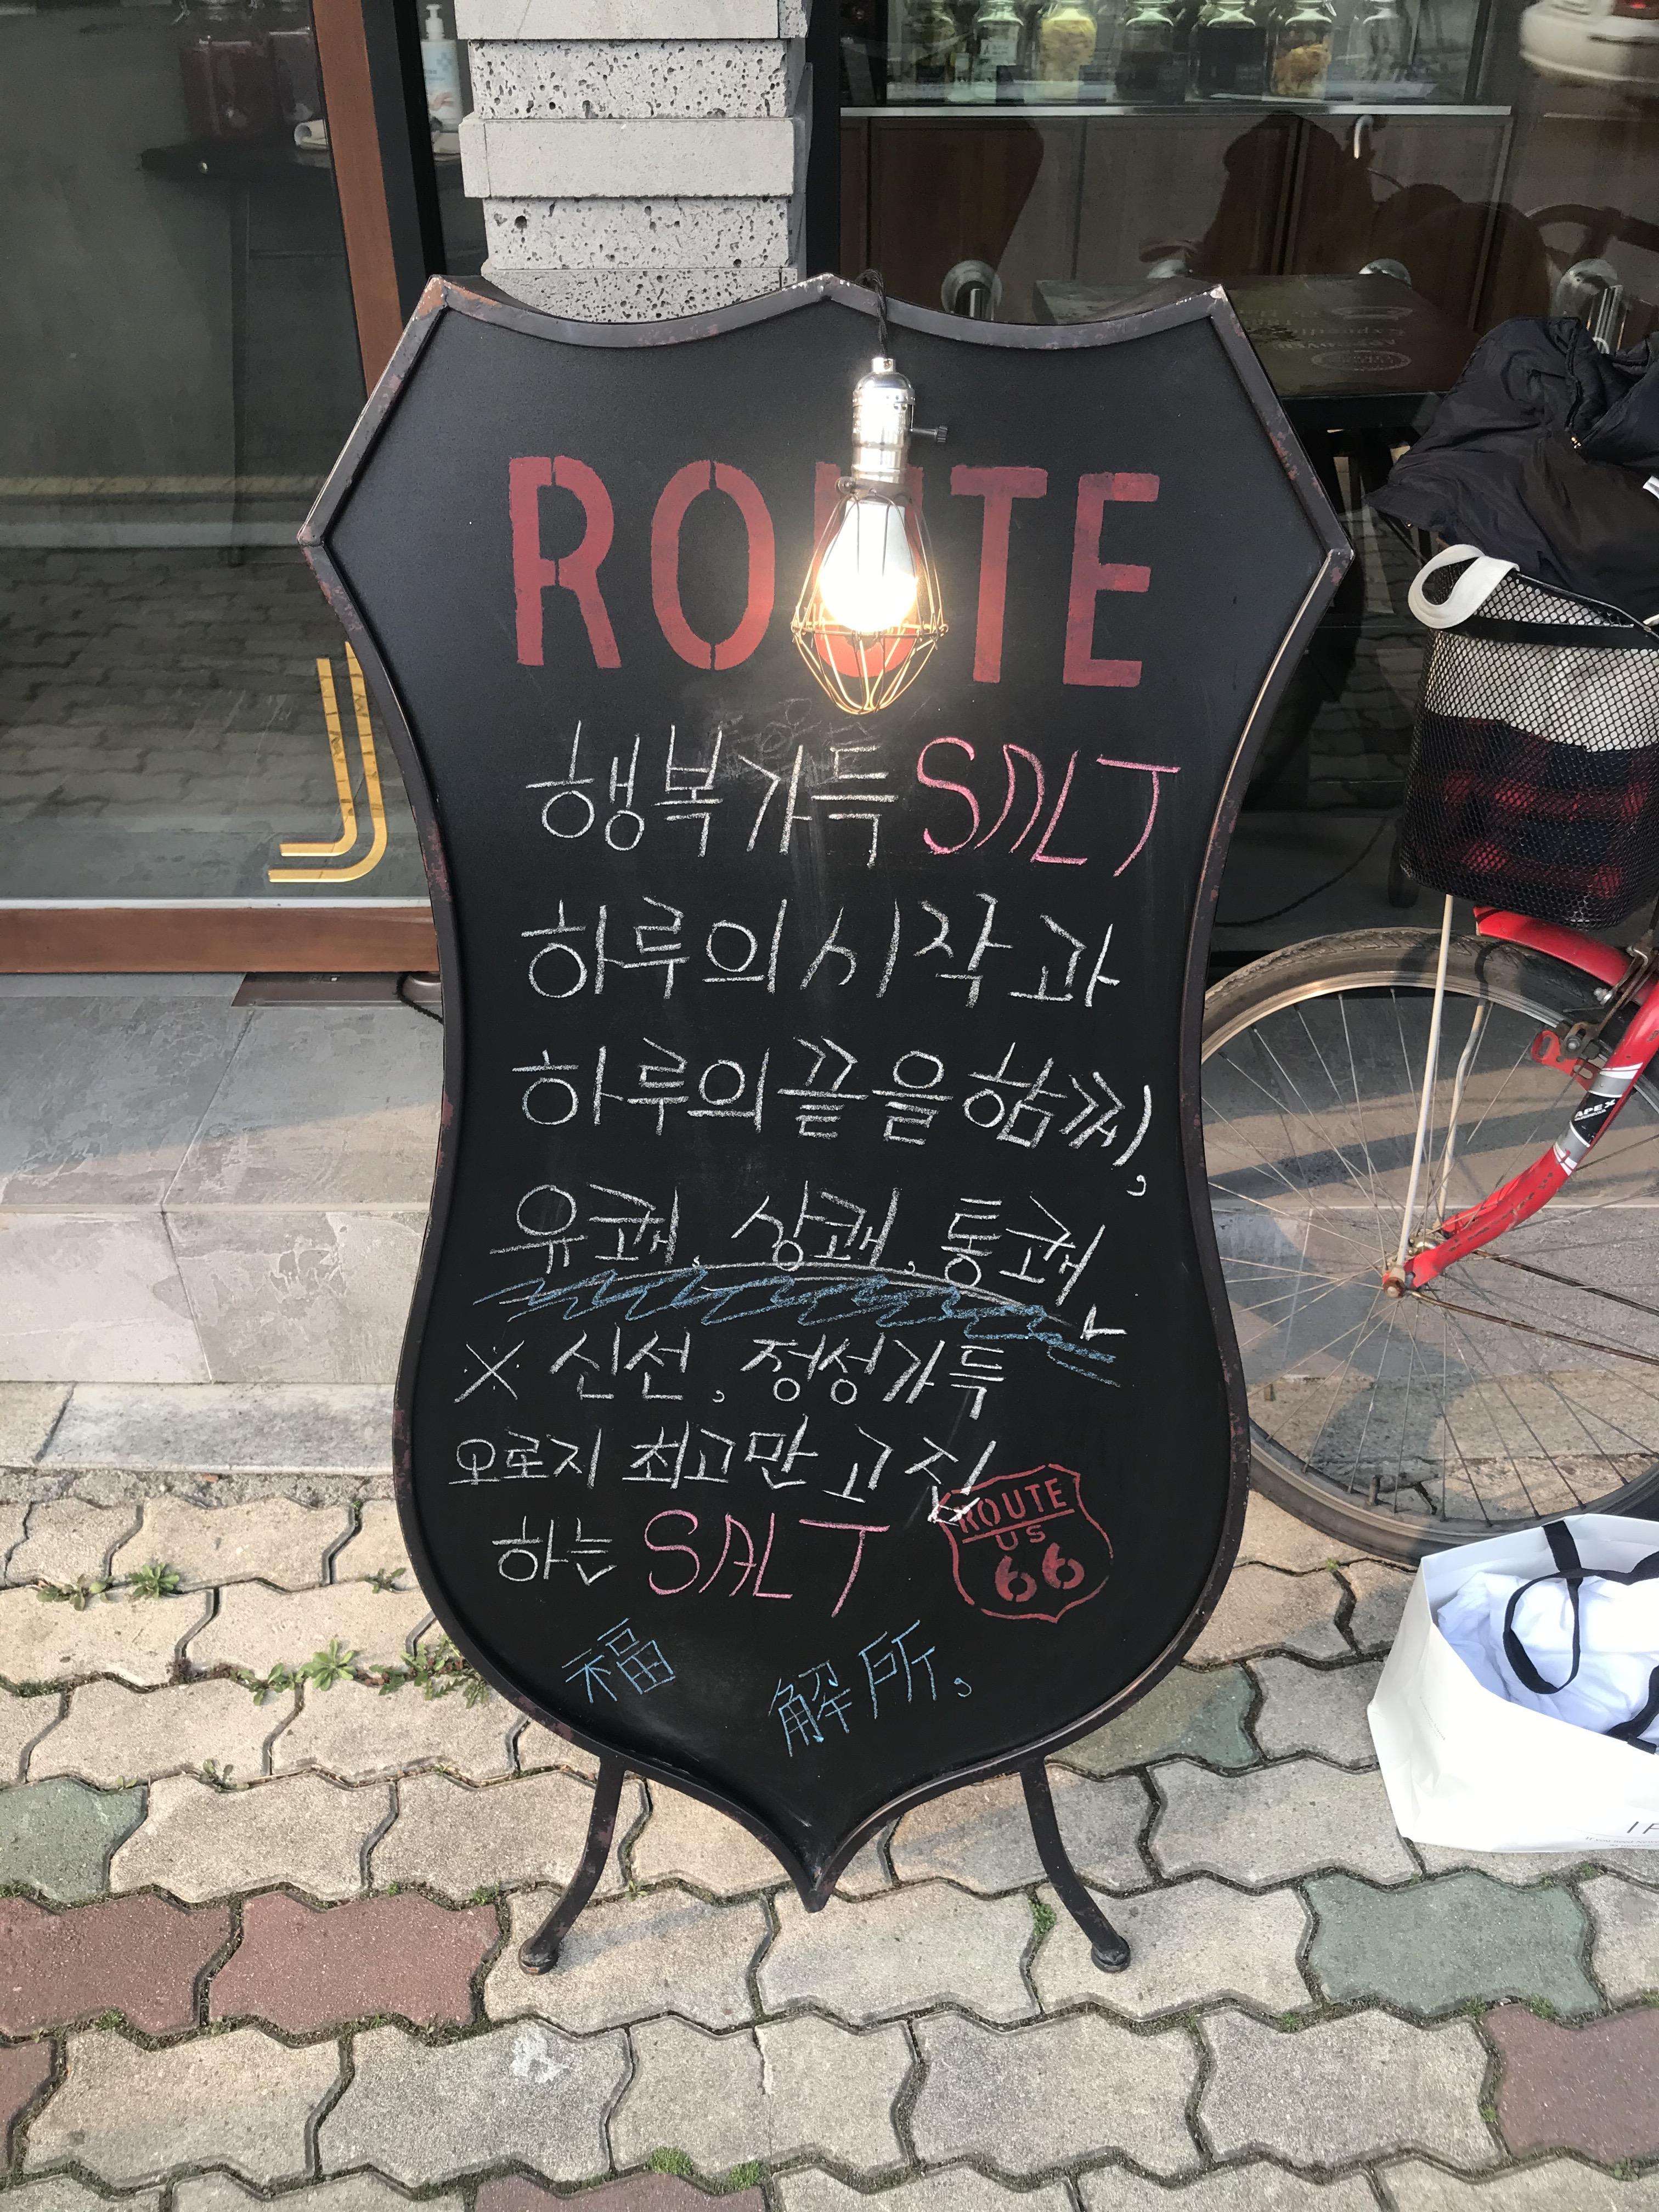 ROUTE
행복가득 SALT
하루의 시작과
하루의 끝을 함께,
유쾌, 상쾌, 통쾌,
※ 신선, 정성가득
오로지 최고만 고집
하는 SALT
ROUTE
US
66
福 解所,
APEX